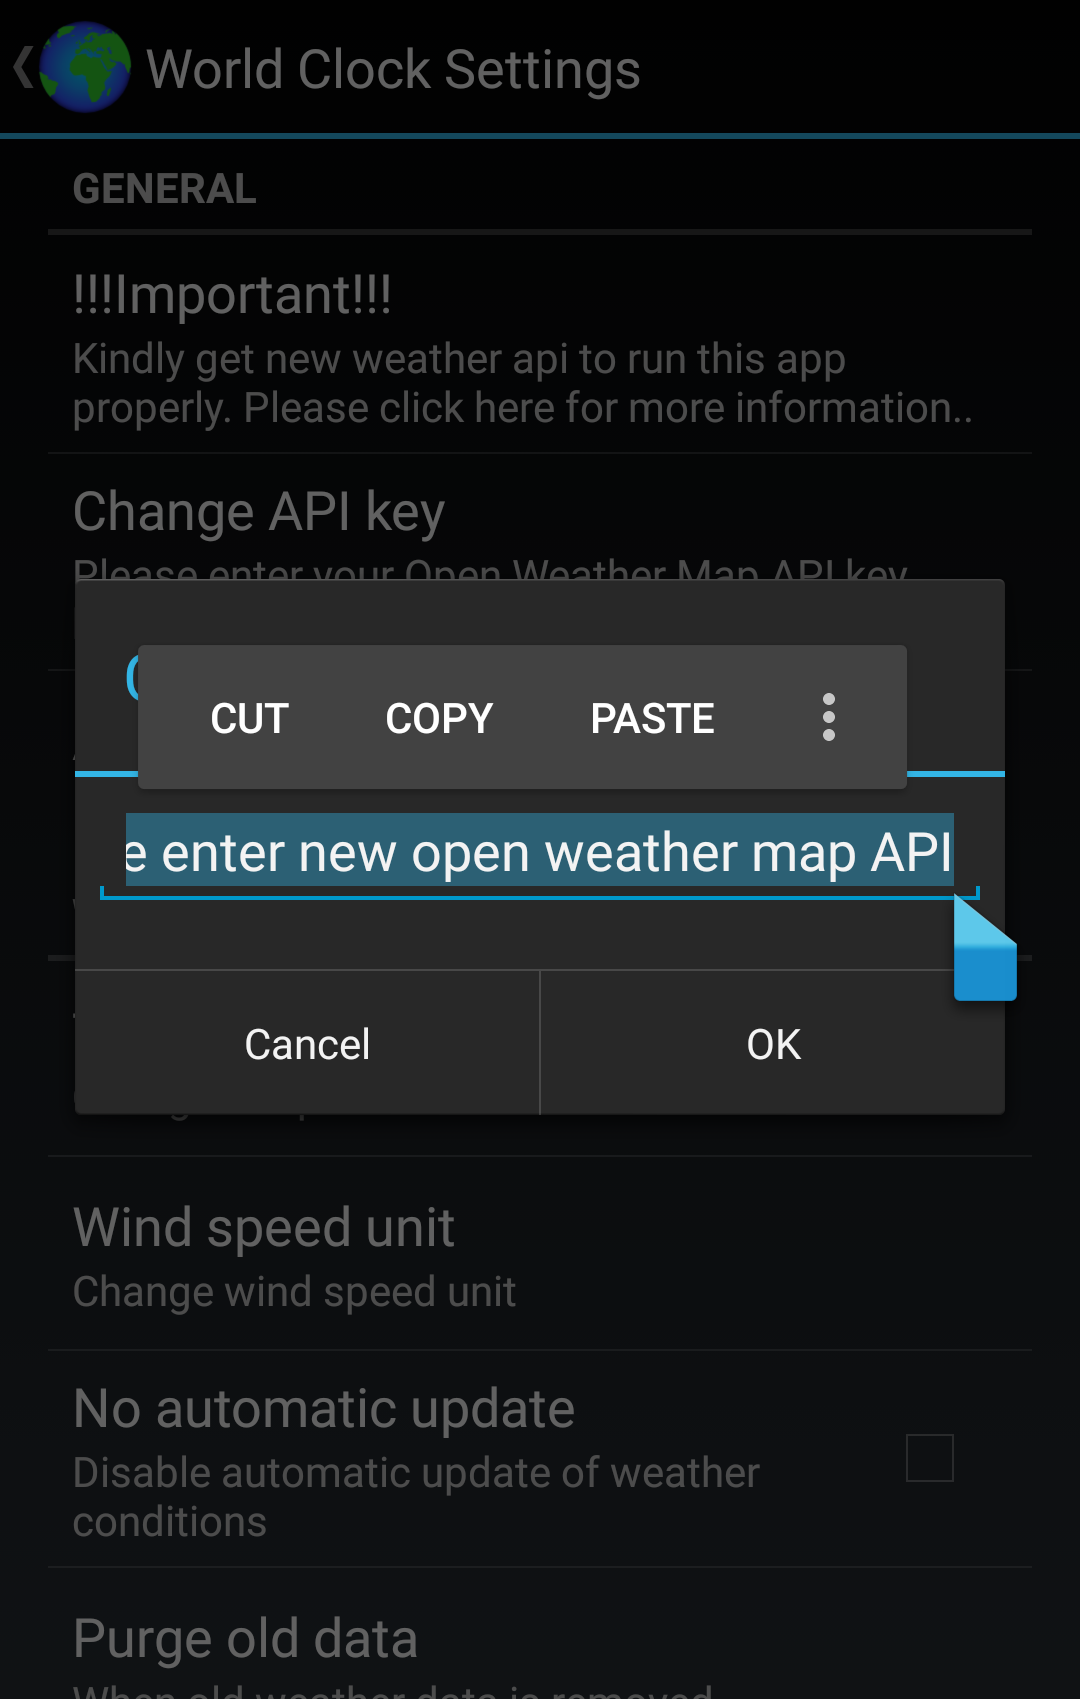 World Clock Settings
GENERAL
!!!Important!!!
Kindly get new weather api to run this app
properly. Please click here for more information..
Change API key
Please enter your Open Weather Map API key
CUT COPY PASTE
e enter new open weather map API
Cancel OK
Wind speed unit
Change wind speed unit
No automatic update
Disable automatic update of weather
conditions
Purge old data
When old weather data is removed